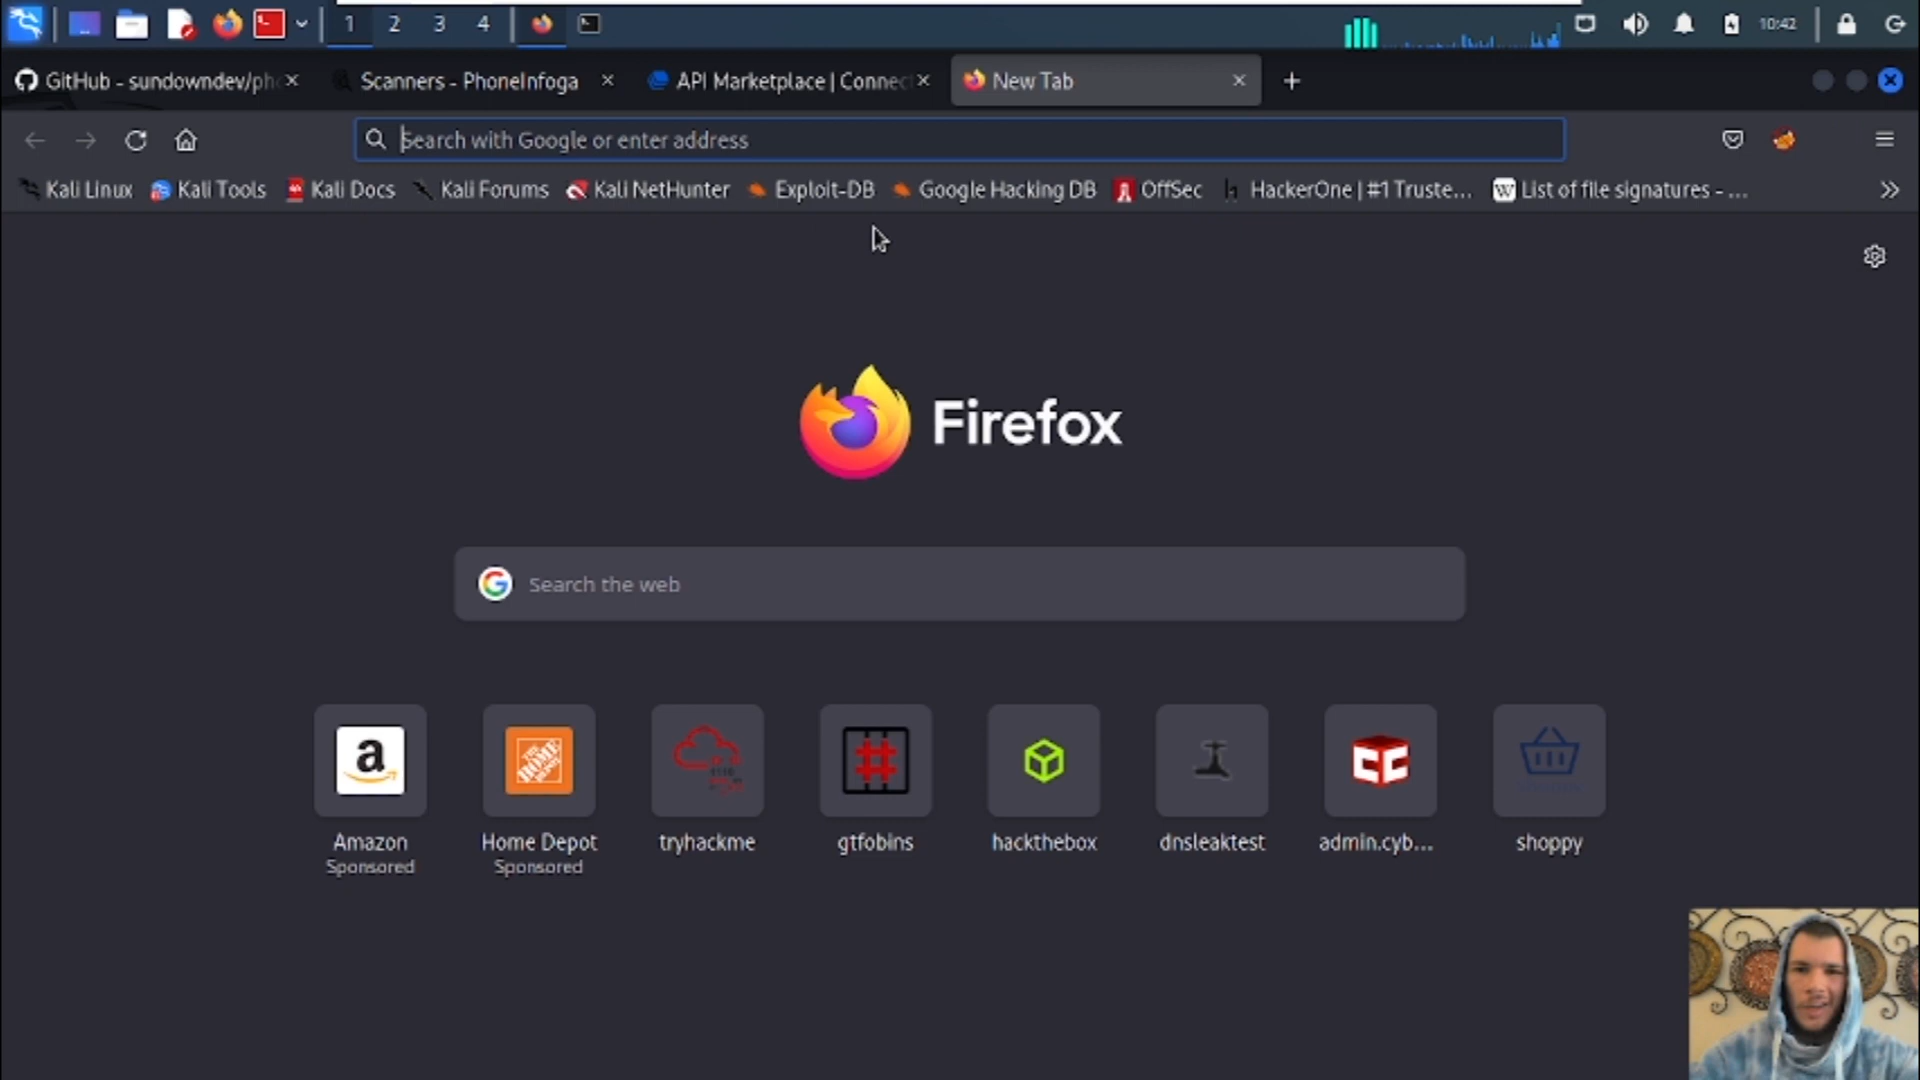 1 2 3 4
10:42
GitHub - sundowndev/ph
Scanners - PhoneInfoga
API Marketplace | Connec
New Tab
Search with Google or enter address
Kali Linux
Kali Tools
Kali Docs
Kali Forums
Kali NetHunter
Exploit-DB
Google Hacking DB
OffSec
HackerOne | #1 Truste...
W List of file signatures - ...
Firefox
Search the web
Amazon
Sponsored
Home Depot
Sponsored
tryhackme
gtfobins
hackthebox
dnsleaktest
admin.cyb...
shoppy